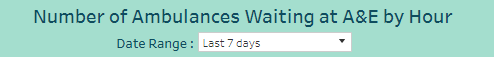 Number of Ambulances Waiting at A&E by Hour
Date Range : Last 7 days